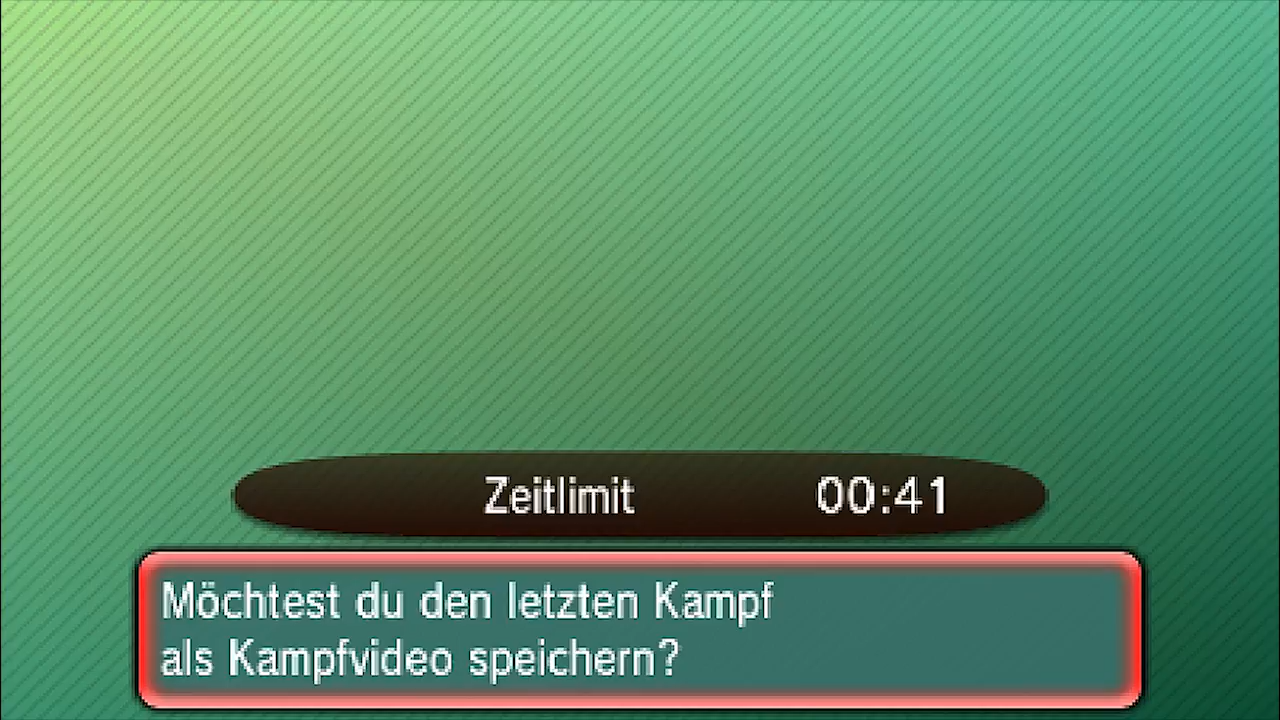 Zeitlimit 00:41
Möchtest du den letzten Kampf
als Kampfvideo speichern?